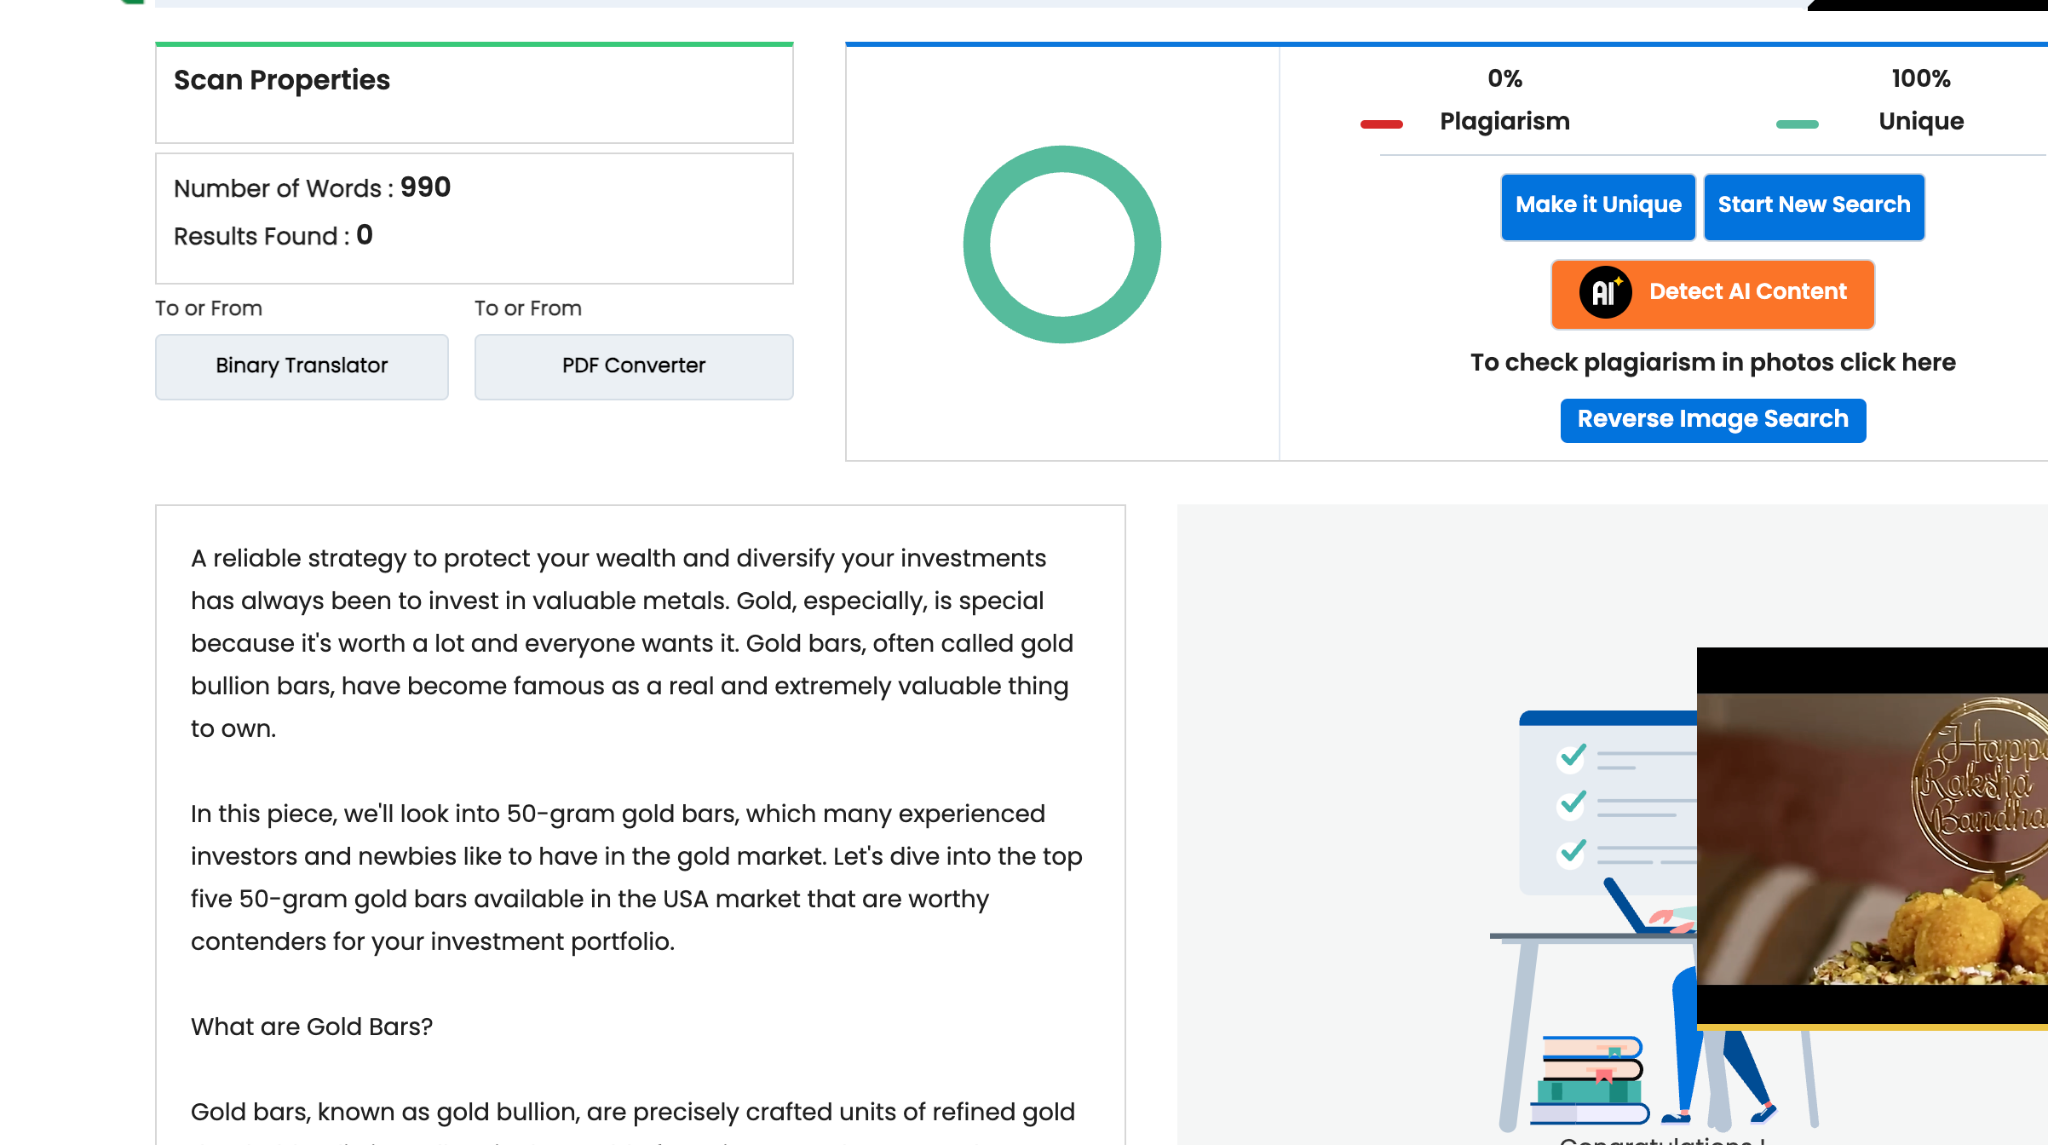 Scan Properties
Number of Words : 990
Results Found : 0
To or From
To or From
Binary Translator
PDF Converter
0%
100%
Plagiarism
Unique
Make it Unique
Start New Search
AI
Detect AI Content
To check plagiarism in photos click here
Reverse Image Search
A reliable strategy to protect your wealth and diversify your investments
has always been to invest in valuable metals. Gold, especially, is special
because it's worth a lot and everyone wants it. Gold bars, often called gold
bullion bars, have become famous as a real and extremely valuable thing
to own.
In this piece, we'll look into 50-gram gold bars, which many experienced
investors and newbies like to have in the gold market. Let's dive into the top
five 50-gram gold bars available in the USA market that are worthy
contenders for your investment portfolio.
What are Gold Bars?
Gold bars, known as gold bullion, are precisely crafted units of refined gold
Happ
Raksha
Bandha
Congratulations !